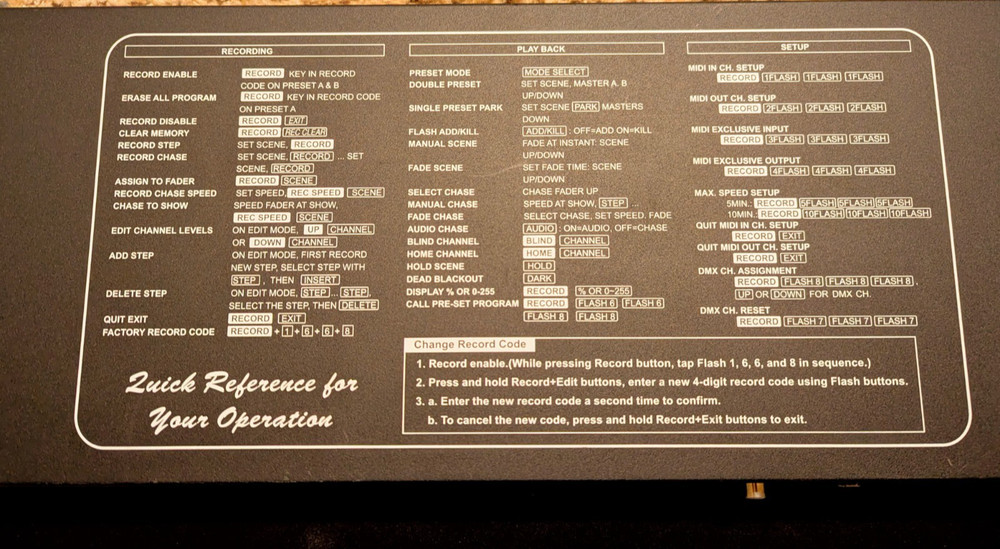 RECORDING
RECORD ENABLE RECORD KEY IN RECORD
CODE ON PRESET A & B
ERASE ALL PROGRAM RECORD KEY IN RECORD CODE
ON PRESET A
RECORD DISABLE RECORD EXIT
CLEAR MEMORY RECORD REC CLEAR
RECORD STEP SET SCENE, RECORD
RECORD CHASE SET SCENE, RECORD ... SET
SCENE, RECORD
ASSIGN TO FADER RECORD SCENE
RECORD CHASE SPEED SET SPEED, REC SPEED SCENE
CHASE TO SHOW SPEED FADER AT SHOW,
REC SPEED SCENE
EDIT CHANNEL LEVELS ON EDIT MODE, UP CHANNEL
OR DOWN CHANNEL
ADD STEP ON EDIT MODE, FIRST RECORD
NEW STEP, SELECT STEP WITH
STEP , THEN INSERT
DELETE STEP ON EDIT MODE, STEP ... STEP,
SELECT THE STEP, THEN DELETE
QUIT EXIT RECORD EXIT
FACTORY RECORD CODE RECORD + 1 + 6 + 6 + 8
Quick Reference for
Your Operation
PLAY BACK
PRESET MODE MODE SELECT
DOUBLE PRESET SET SCENE, MASTER A. B
UP/DOWN
SINGLE PRESET PARK SET SCENE PARK MASTERS
DOWN
FLASH ADD/KILL ADD/KILL : OFF=ADD ON=KILL
MANUAL SCENE FADE AT INSTANT: SCENE
UP/DOWN
FADE SCENE SET FADE TIME: SCENE
UP/DOWN
SELECT CHASE CHASE FADER UP
MANUAL CHASE SPEED AT SHOW, STEP ...
FADE CHASE SELECT CHASE, SET SPEED. FADE
AUDIO CHASE AUDIO : ON=AUDIO, OFF=CHASE
BLIND CHANNEL BLIND CHANNEL
HOME CHANNEL HOME CHANNEL
HOLD SCENE HOLD
DEAD BLACKOUT DARK
DISPLAY % OR 0-255 RECORD % OR 0~255
CALL PRE-SET PROGRAM RECORD FLASH 6 FLASH 6
FLASH 8 FLASH 8
SETUP
MIDI IN CH. SETUP
RECORD 1FLASH 1FLASH 1FLASH
MIDI OUT CH. SETUP
RECORD 2FLASH 2FLASH 2FLASH
MIDI EXCLUSIVE INPUT
RECORD 3FLASH 3FLASH 3FLASH
MIDI EXCLUSIVE OUTPUT
RECORD 4FLASH 4FLASH 4FLASH
MAX. SPEED SETUP
5MIN.: RECORD 5FLASH 5FLASH 5FLASH
10MIN.: RECORD 10FLASH 10FLASH 10FLASH
QUIT MIDI IN CH. SETUP
RECORD EXIT
QUIT MIDI OUT CH. SETUP
RECORD EXIT
DMX CH. ASSIGNMENT
RECORD FLASH 8 FLASH 8 FLASH 8 ,
UP OR DOWN FOR DMX CH.
DMX CH. RESET
RECORD FLASH 7 FLASH 7 FLASH 7
Change Record Code
1. Record enable.(While pressing Record button, tap Flash 1, 6, 6, and 8 in sequence.)
2. Press and hold Record+Edit buttons, enter a new 4-digit record code using Flash buttons.
3. a. Enter the new record code a second time to confirm.
b. To cancel the new code, press and hold Record+Exit buttons to exit.